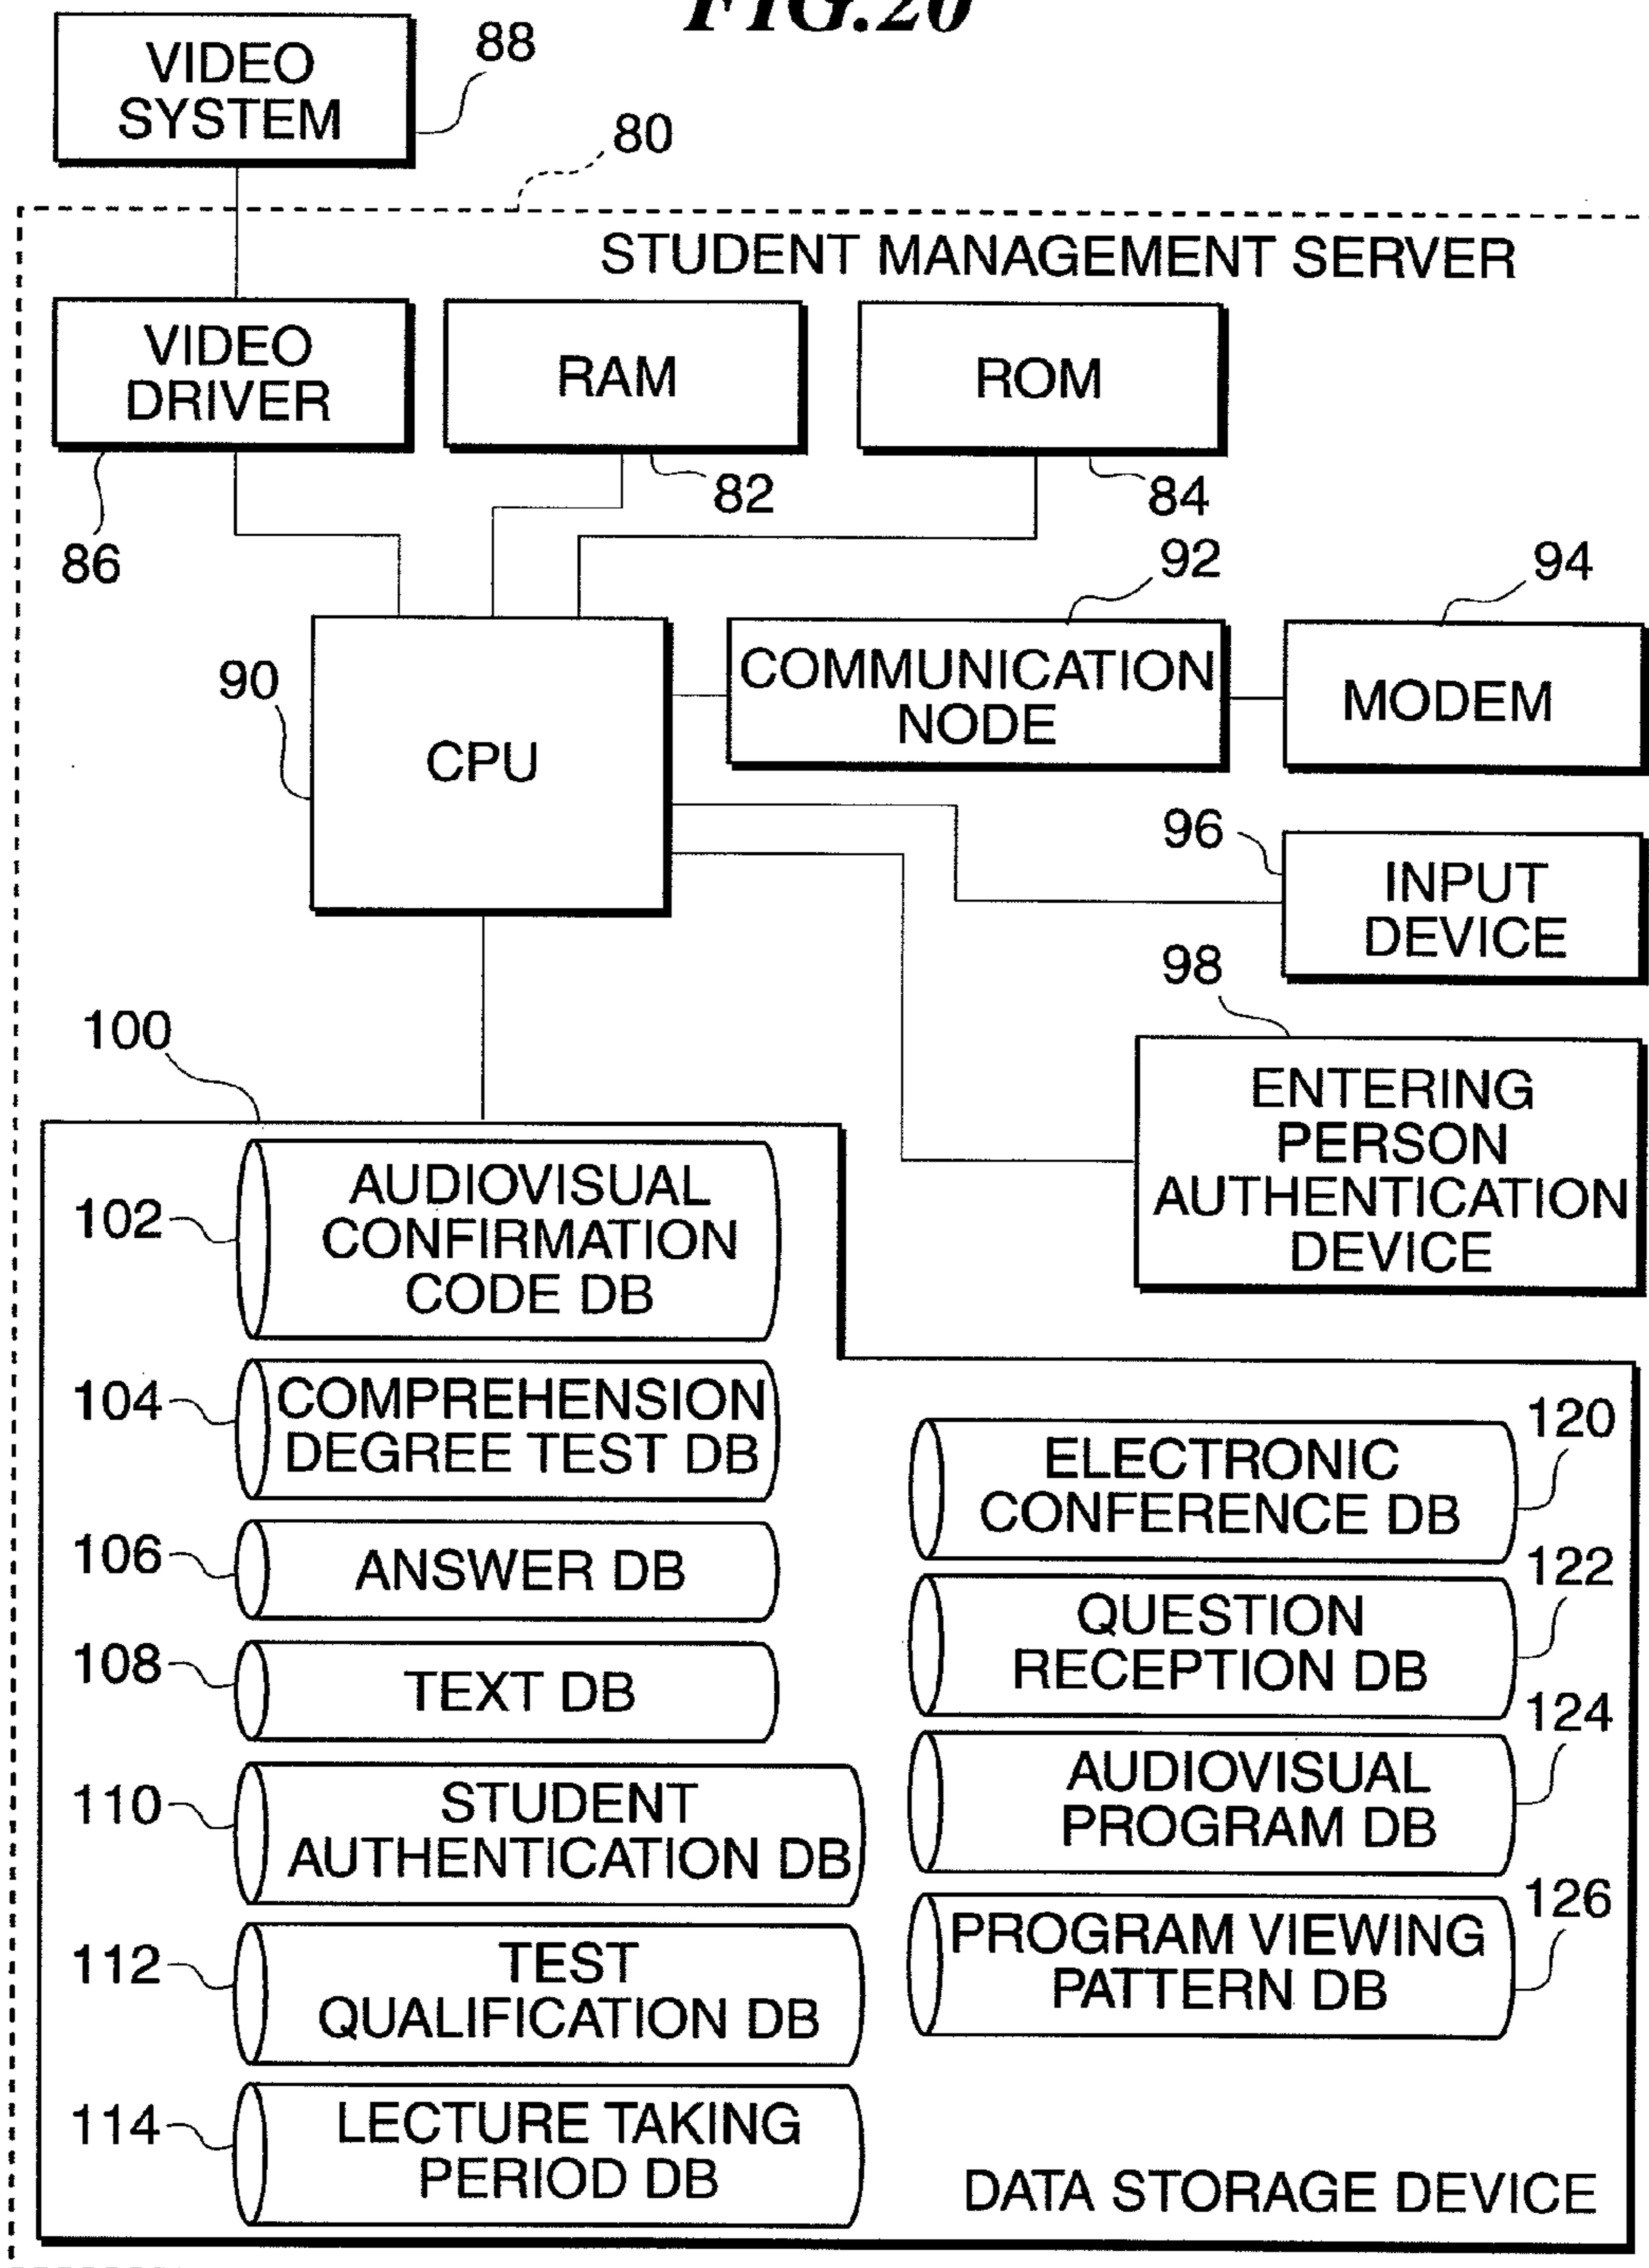 FIG.20
VIDEO
SYSTEM
88
80
STUDENT MANAGEMENT SERVER
VIDEO
DRIVER
RAM
ROM
86
82
84
92
94
90
CPU
COMMUNICATION
NODE
MODEM
96
INPUT
DEVICE
98
ENTERING
PERSON
AUTHENTICATION
DEVICE
100
102
AUDIOVISUAL
CONFIRMATION
CODE DB
104
COMPREHENSION
DEGREE TEST DB
106
ANSWER DB
108
TEXT DB
110
STUDENT
AUTHENTICATION DB
112
TEST
QUALIFICATION DB
114
LECTURE TAKING
PERIOD DB
120
ELECTRONIC
CONFERENCE DB
122
QUESTION
RECEPTION DB
124
AUDIOVISUAL
PROGRAM DB
126
PROGRAM VIEWING
PATTERN DB
DATA STORAGE DEVICE